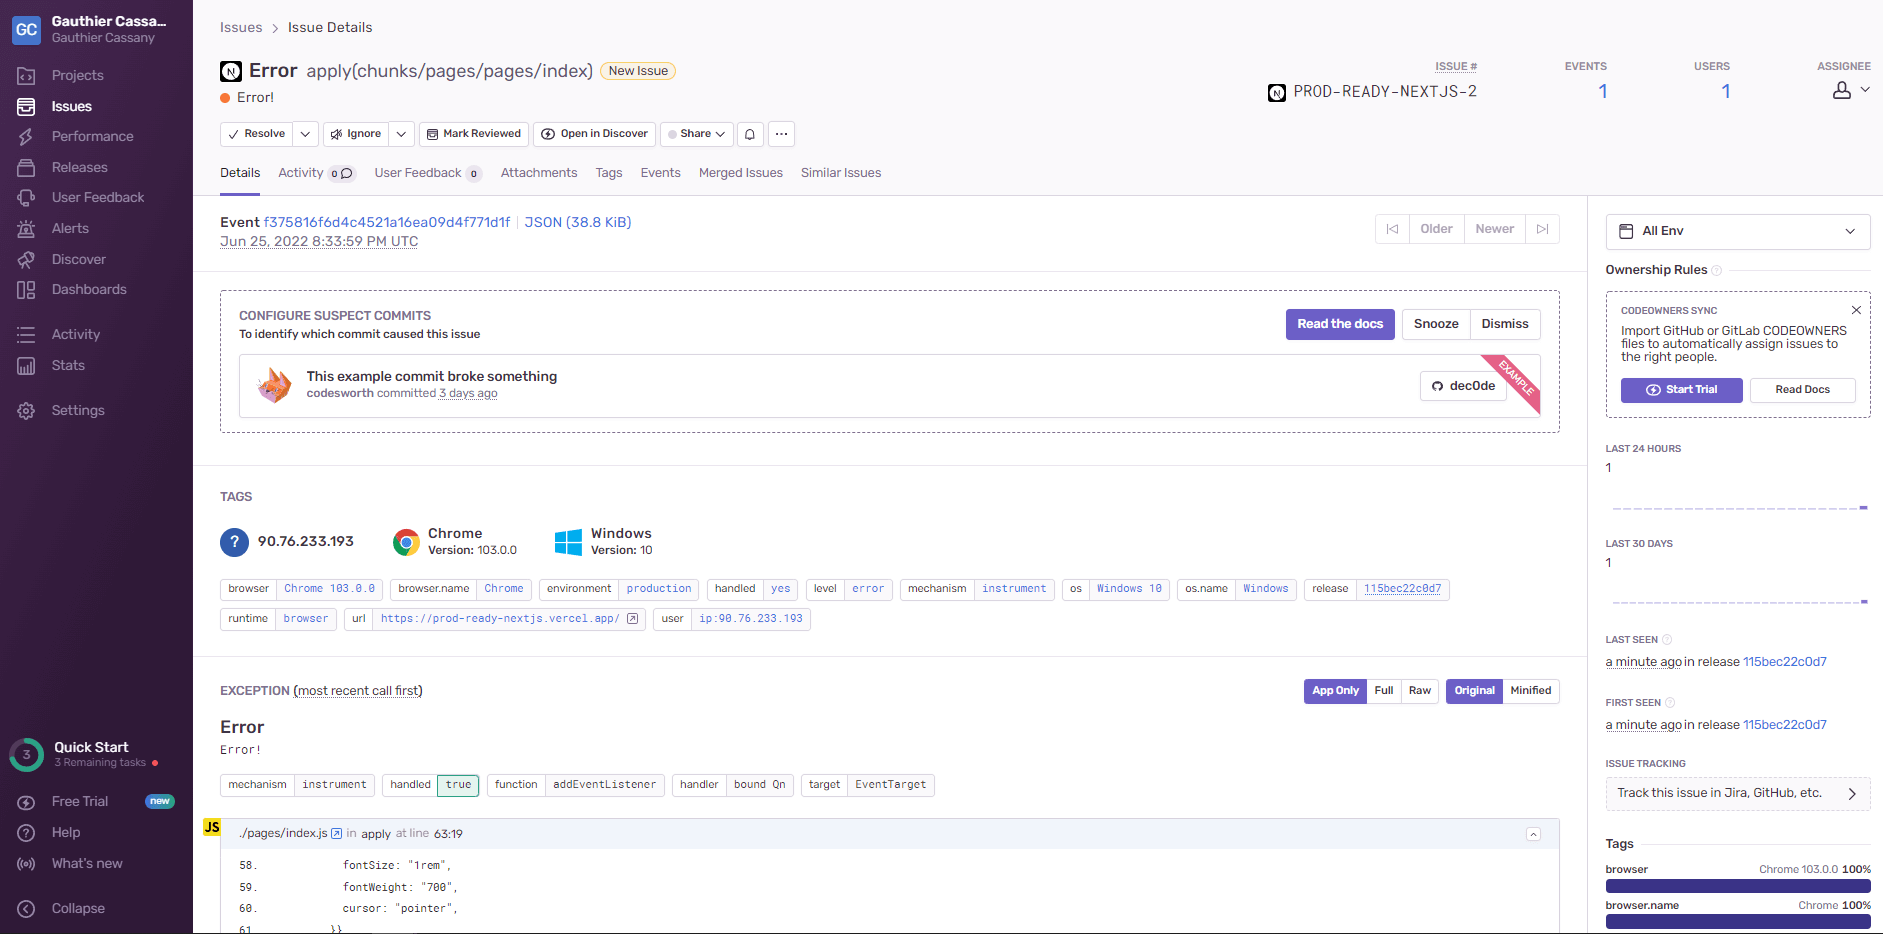 GC
Gauthier Cassa...
Gauthier Cassany
Projects
Issues
Performance
Releases
User Feedback
Alerts
Discover
Dashboards
Activity
Stats
Settings
3
Quick Start
3 Remaining tasks
Free Trial new
Help
What's new
Collapse
Issues > Issue Details
N Error apply(chunks/pages/pages/index) New Issue
Error!
ISSUE # EVENTS USERS ASSIGNEE
N PROD-READY-NEXTJS-2 1 1
Resolve Ignore Mark Reviewed Open in Discover Share ...
Details Activity 0 User Feedback 0 Attachments Tags Events Merged Issues Similar Issues
Event f375816f6d4c4521a16ea09d4f771d1f | JSON (38.8 KiB)
Jun 25, 2022 8:33:59 PM UTC
Older Newer
CONFIGURE SUSPECT COMMITS
To identify which commit caused this issue
Read the docs Snooze Dismiss
This example commit broke something
codesworth committed 3 days ago
dec0de
EXAMPLE
TAGS
? 90.76.233.193
Chrome
Version: 103.0.0
Windows
Version: 10
browser Chrome 103.0.0 browser.name Chrome environment production handled yes level error mechanism instrument os Windows 10 os.name Windows release 115bec22c0d7
runtime browser url https://prod-ready-nextjs.vercel.app/ user ip:90.76.233.193
EXCEPTION (most recent call first)
App Only Full Raw Original Minified
Error
Error!
mechanism instrument handled true function addEventListener handler bound Qn target EventTarget
JS ./pages/index.js in apply at line 63:19
58. fontSize: "1rem",
59. fontWeight: "700",
60. cursor: "pointer",
61 }}
All Env
Ownership Rules ?
CODEOWNERS SYNC
Import GitHub or GitLab CODEOWNERS
files to automatically assign issues to
the right people.
Start Trial Read Docs
LAST 24 HOURS
1
LAST 30 DAYS
1
LAST SEEN ?
a minute ago in release 115bec22c0d7
FIRST SEEN ?
a minute ago in release 115bec22c0d7
ISSUE TRACKING
Track this issue in Jira, GitHub, etc.
Tags
browser Chrome 103.0.0 100%
browser.name Chrome 100%